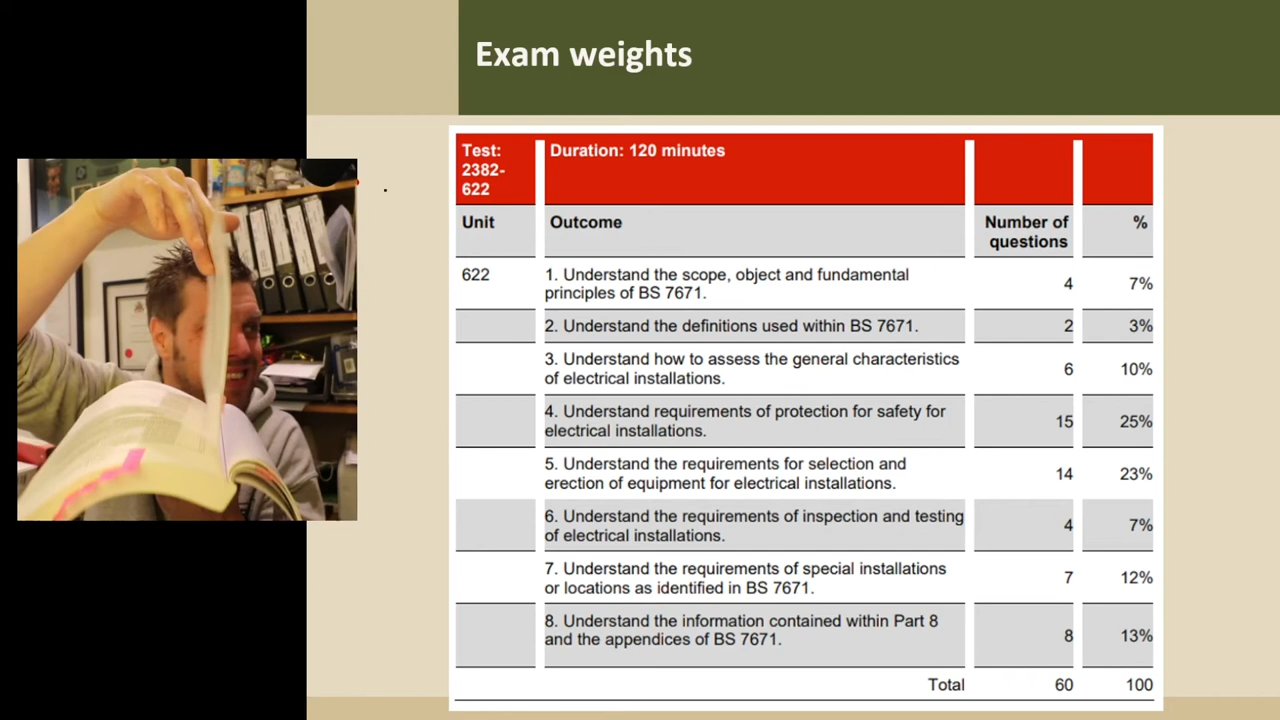 Exam weights
Test: 2382-622 Duration: 120 minutes
Unit Outcome Number of questions %
622 1. Understand the scope, object and fundamental principles of BS 7671. 4 7%
2. Understand the definitions used within BS 7671. 2 3%
3. Understand how to assess the general characteristics of electrical installations. 6 10%
4. Understand requirements of protection for safety for electrical installations. 15 25%
5. Understand the requirements for selection and erection of equipment for electrical installations. 14 23%
6. Understand the requirements of inspection and testing of electrical installations. 4 7%
7. Understand the requirements of special installations or locations as identified in BS 7671. 7 12%
8. Understand the information contained within Part 8 and the appendices of BS 7671. 8 13%
Total 60 100